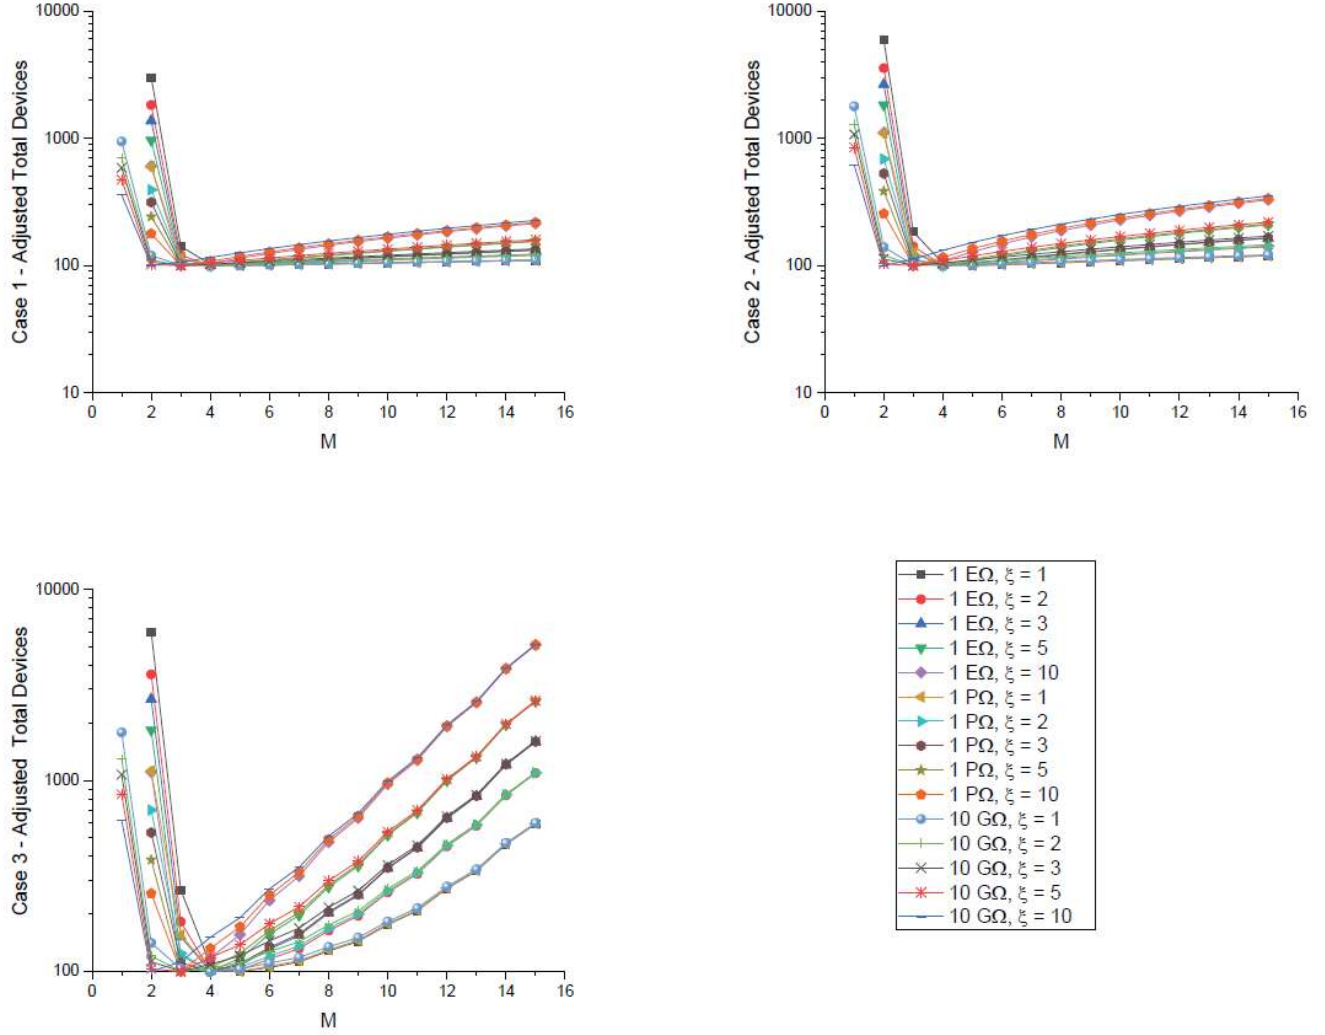 10000
1000
100
10
Case 1 - Adjusted Total Devices
0 2 4 6 8 10 12 14 16
M
10000
1000
100
10
Case 2 - Adjusted Total Devices
0 2 4 6 8 10 12 14 16
M
10000
1000
100
Case 3 - Adjusted Total Devices
0 2 4 6 8 10 12 14 16
M
1 EΩ, ξ = 1
1 EΩ, ξ = 2
1 EΩ, ξ = 3
1 EΩ, ξ = 5
1 EΩ, ξ = 10
1 PΩ, ξ = 1
1 PΩ, ξ = 2
1 PΩ, ξ = 3
1 PΩ, ξ = 5
1 PΩ, ξ = 10
10 GΩ, ξ = 1
10 GΩ, ξ = 2
10 GΩ, ξ = 3
10 GΩ, ξ = 5
10 GΩ, ξ = 10